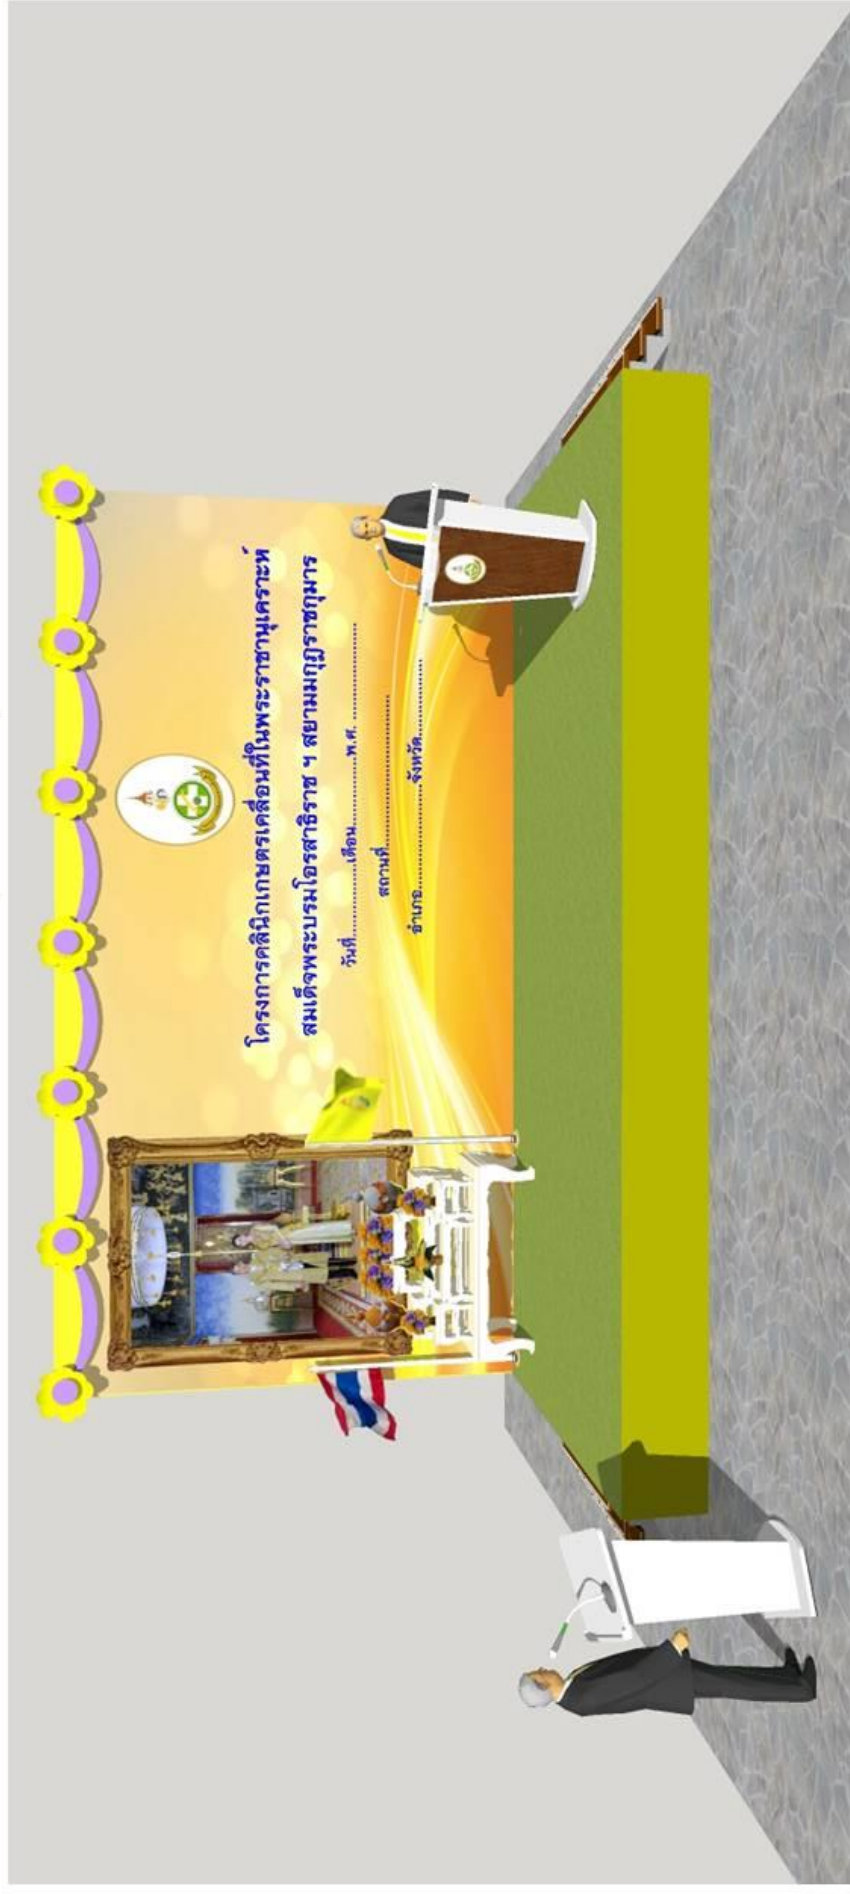 โครงการคลินิกเกษตรเคลื่อนที่ในพระราชานุเคราะห์
สมเด็จพระบรมโอรสาธิราช ฯ สยามมกุฎราชกุมาร
วันที่....................เดือน....................พ.ศ. ....................
สถานที่........................................
อำเภอ..............................จังหวัด..............................